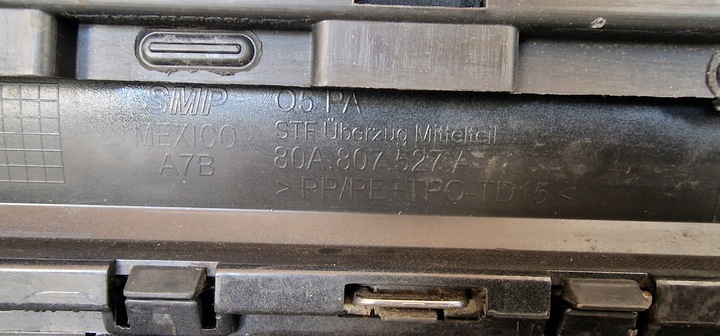 SMP
MEXICO
A7B
Q5 PA
STF Überzug Mittelteil
80A.807.527.A
> PP/PE+TPO-TD15 <